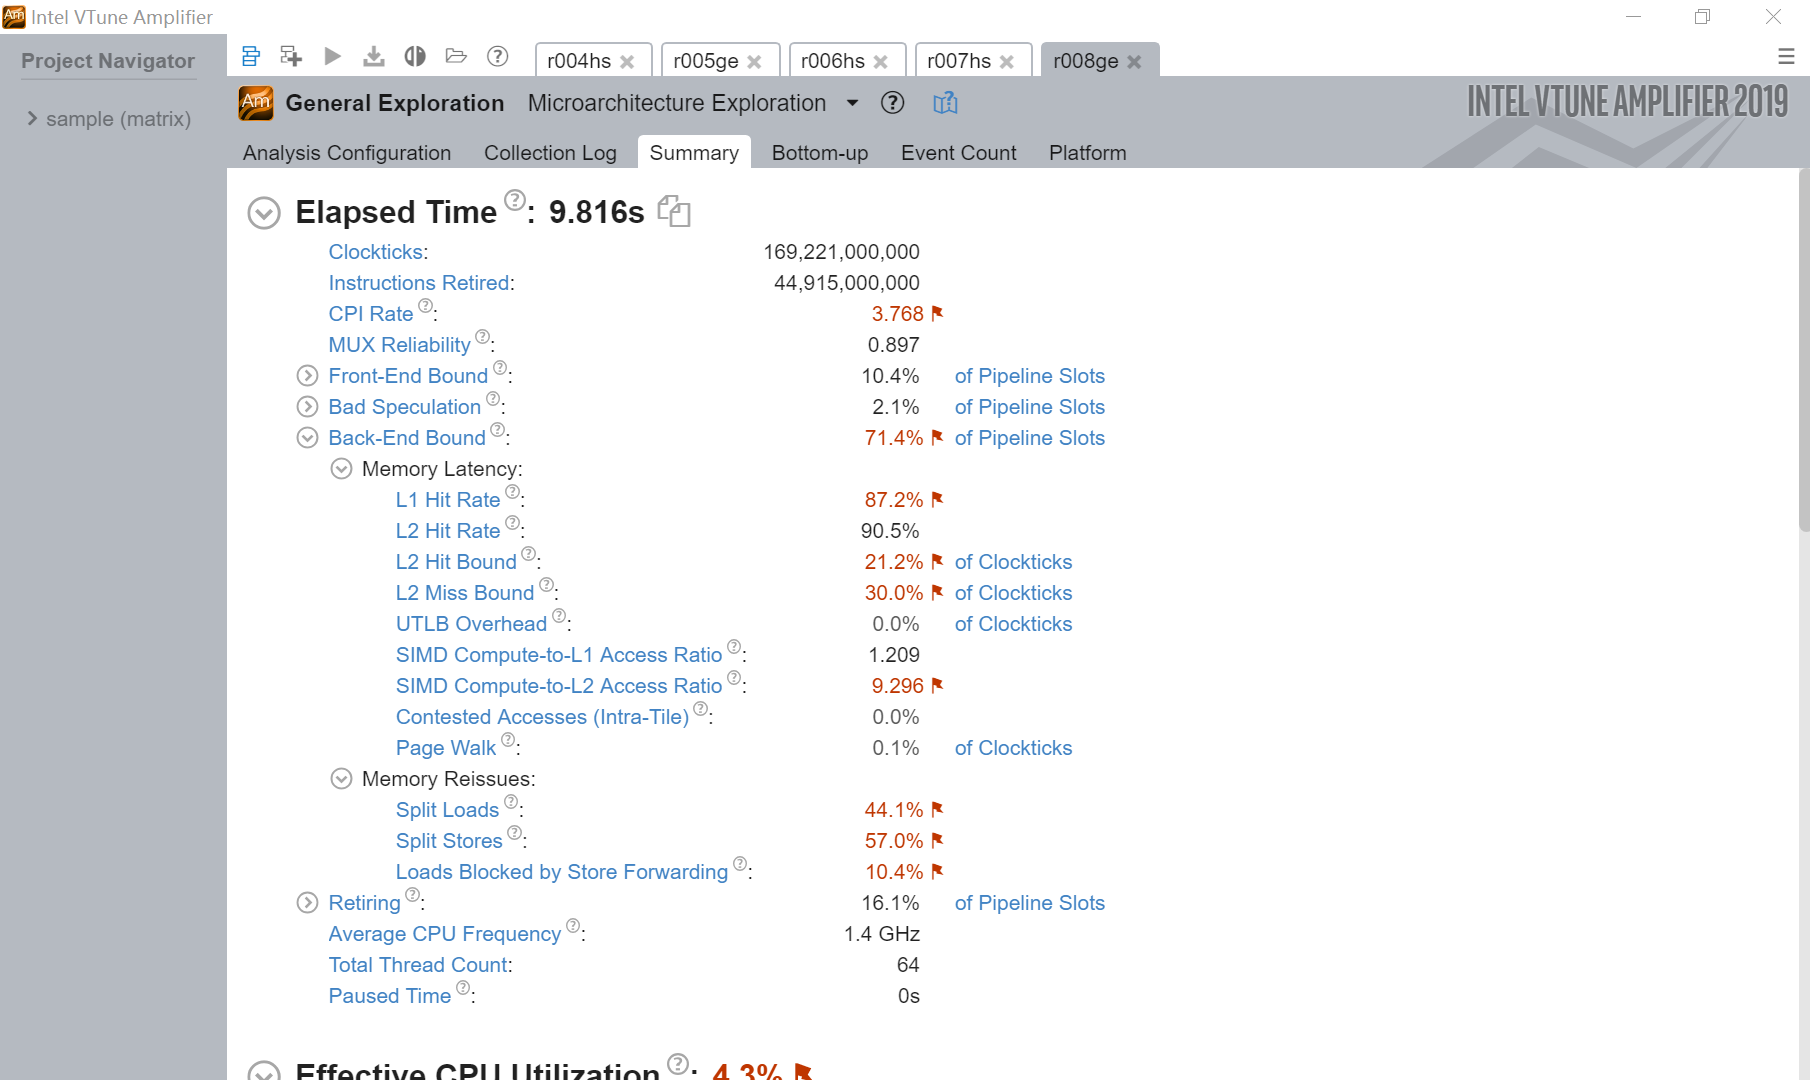 Am Intel VTune Amplifier
Project Navigator
sample (matrix)
r004hs r005ge r006hs r007hs r008ge
Am General Exploration Microarchitecture Exploration
INTEL VTUNE AMPLIFIER 2019
Analysis Configuration Collection Log Summary Bottom-up Event Count Platform
Elapsed Time ?: 9.816s
Clockticks: 169,221,000,000
Instructions Retired: 44,915,000,000
CPI Rate ?: 3.768
MUX Reliability ?: 0.897
Front-End Bound ?: 10.4% of Pipeline Slots
Bad Speculation ?: 2.1% of Pipeline Slots
Back-End Bound ?: 71.4% of Pipeline Slots
Memory Latency:
L1 Hit Rate ?: 87.2%
L2 Hit Rate ?: 90.5%
L2 Hit Bound ?: 21.2% of Clockticks
L2 Miss Bound ?: 30.0% of Clockticks
UTLB Overhead ?: 0.0% of Clockticks
SIMD Compute-to-L1 Access Ratio ?: 1.209
SIMD Compute-to-L2 Access Ratio ?: 9.296
Contested Accesses (Intra-Tile) ?: 0.0%
Page Walk ?: 0.1% of Clockticks
Memory Reissues:
Split Loads ?: 44.1%
Split Stores ?: 57.0%
Loads Blocked by Store Forwarding ?: 10.4%
Retiring ?: 16.1% of Pipeline Slots
Average CPU Frequency ?: 1.4 GHz
Total Thread Count: 64
Paused Time ?: 0s
Effective CPU Utilization ?: 4.3%